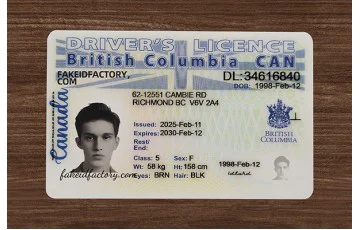 DRIVER'S LICENCE
British Columbia CAN
FAKEIDFACTORY.
COM
DL:34616840
DOB: 1998-Feb-12
62-12551 CAMBIE RD
RICHMOND BC V6V 2A4
Canada
Issued: 2025-Feb-11
Expires: 2030-Feb-12
Rest/
End:
Class: 5 Sex: F
Wt: 58 kg Ht: 158 cm
Eyes: BRN Hair: BLK
fakeidfactory.com
BRITISH
COLUMBIA
1998-Feb-12